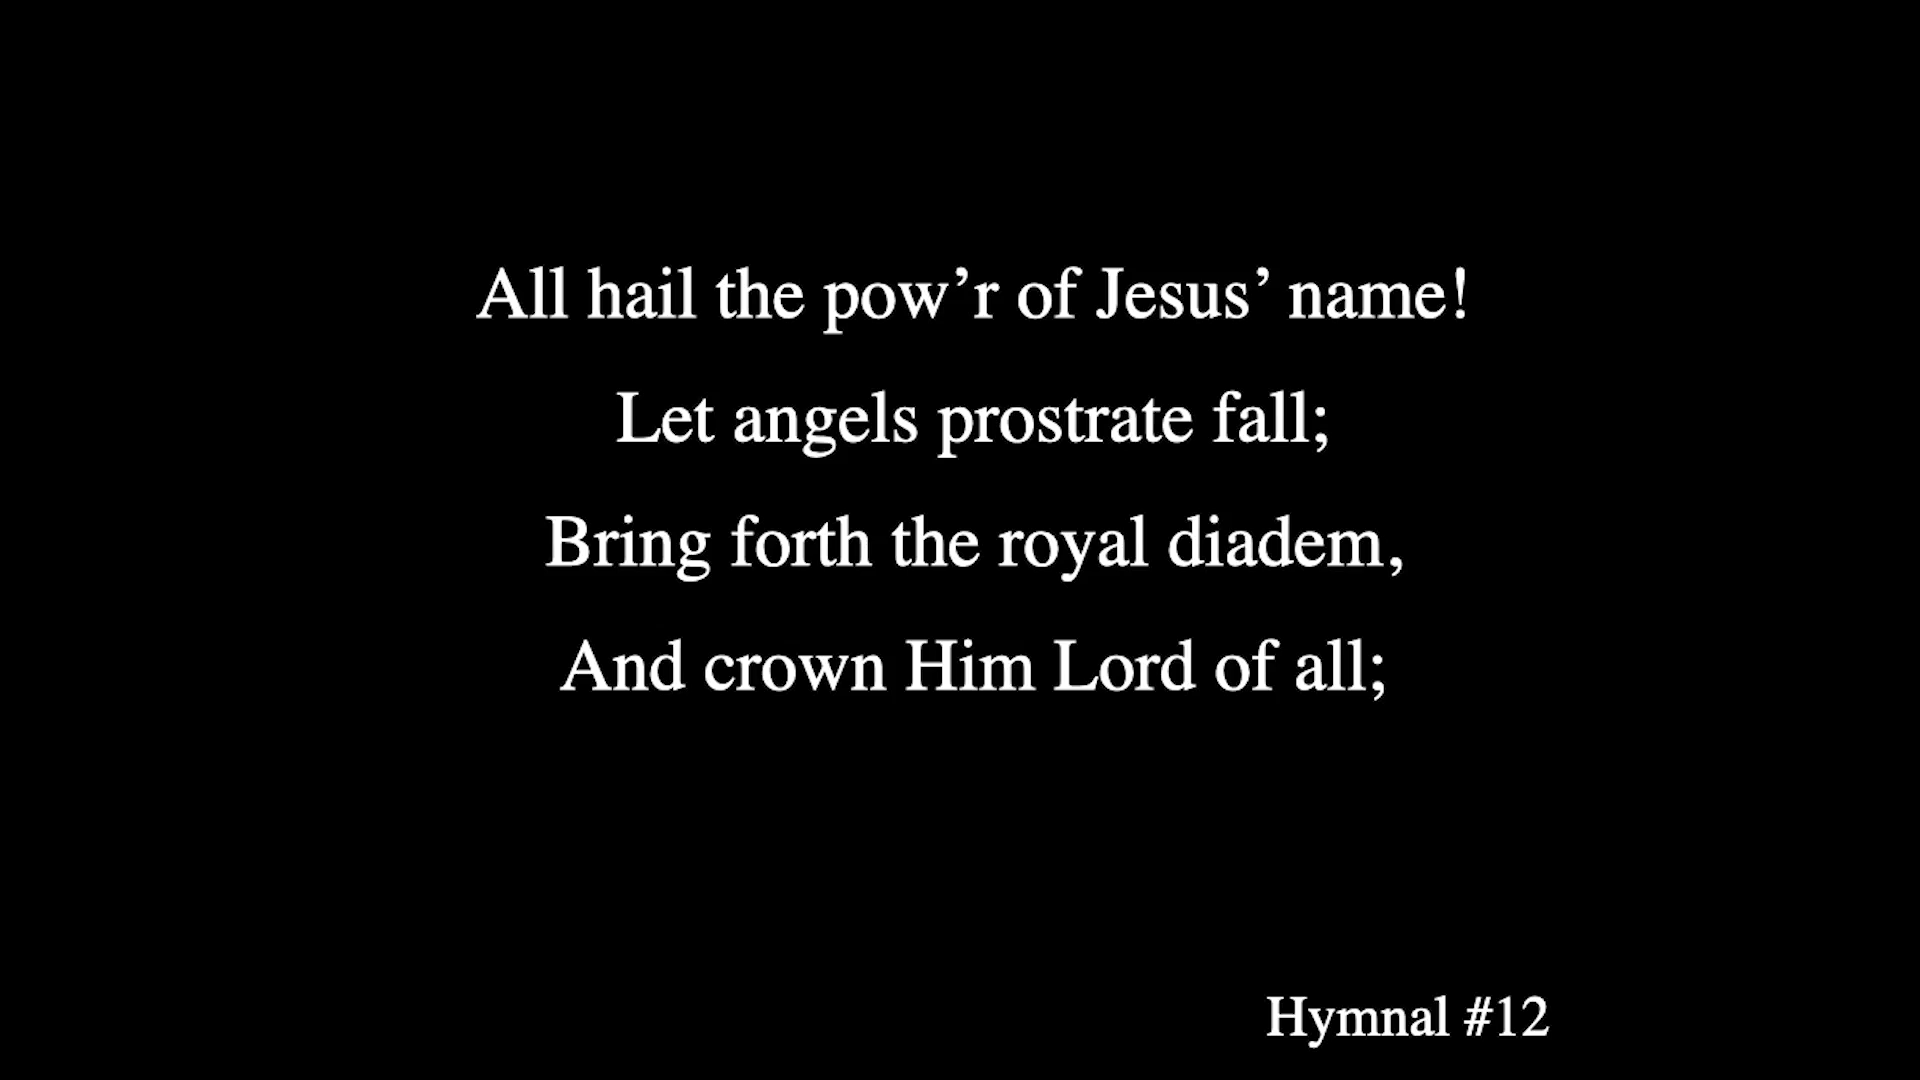 All hail the pow’r of Jesus’ name!
Let angels prostrate fall;
Bring forth the royal diadem,
And crown Him Lord of all;
Hymnal #12